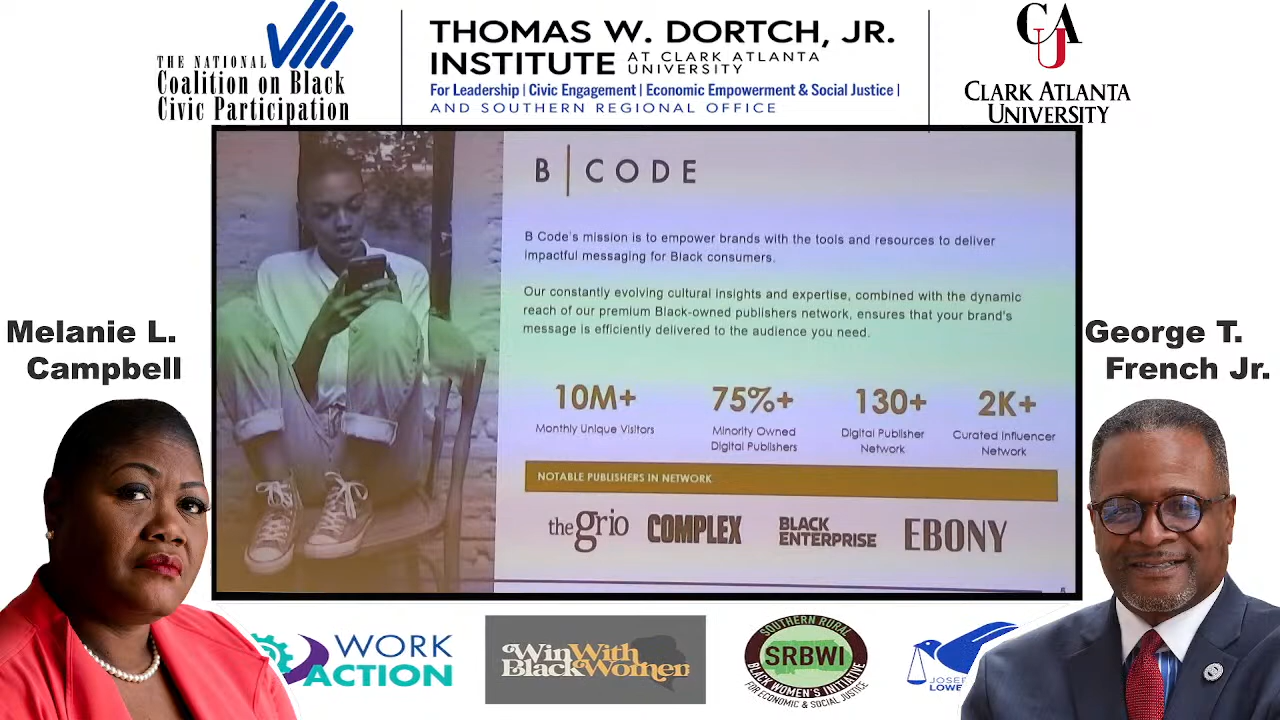 THE NATIONAL
Coalition on Black
Civic Participation
THOMAS W. DORTCH, JR.
INSTITUTE AT CLARK ATLANTA
UNIVERSITY
For Leadership | Civic Engagement | Economic Empowerment & Social Justice |
AND SOUTHERN REGIONAL OFFICE
CAU
CLARK ATLANTA
UNIVERSITY
B | CODE
B Code's mission is to empower brands with the tools and resources to deliver
impactful messaging for Black consumers.
Our constantly evolving cultural insights and expertise, combined with the dynamic
reach of our premium Black-owned publishers network, ensures that your brand's
message is efficiently delivered to the audience you need.
10M+
Monthly Unique Visitors
75%+
Minority Owned
Digital Publishers
130+
Digital Publisher
Network
2K+
Curated Influencer
Network
NOTABLE PUBLISHERS IN NETWORK
thegrio
COMPLEX
BLACK
ENTERPRISE
EBONY
Melanie L.
Campbell
George T.
French Jr.
WORK
ACTION
WinWith
BlackWomen
SOUTHERN RURAL
SRBWI
BLACK WOMEN'S INITIATIVE
FOR ECONOMIC & SOCIAL JUSTICE